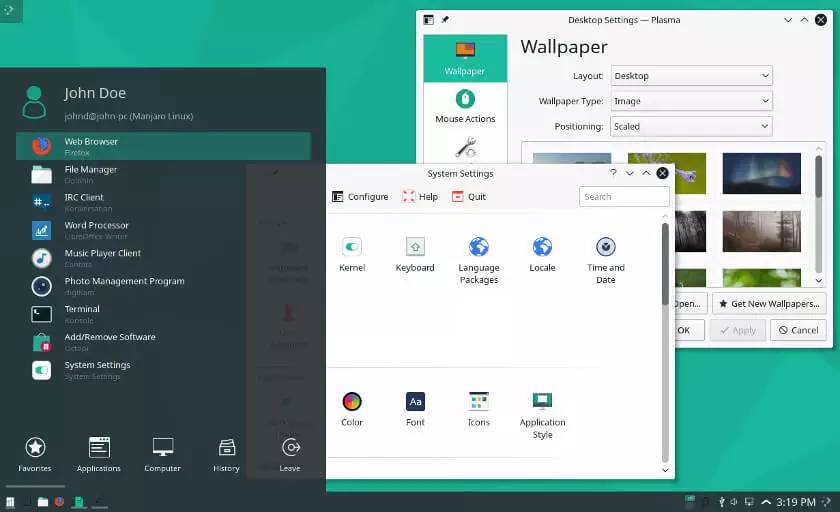 John Doe
johnd@john-pc (Manjaro Linux)
Web Browser
Firefox
File Manager
Dolphin
IRC Client
Konversation
Word Processor
LibreOffice Writer
Music Player Client
Cantata
Photo Management Program
digiKam
Terminal
Konsole
Add/Remove Software
Octopi
System Settings
System Settings
Favorites
Applications
Computer
History
Leave
Desktop Settings — Plasma
Wallpaper
Mouse Actions
Wallpaper
Layout: Desktop
Wallpaper Type: Image
Positioning: Scaled
Open...
Get New Wallpapers...
OK
Apply
Cancel
System Settings
Configure
Help
Quit
Search
Kernel
Keyboard
Language
Packages
Locale
Time and
Date
Color
Aa
Font
Icons
Application
Style
3:19 PM